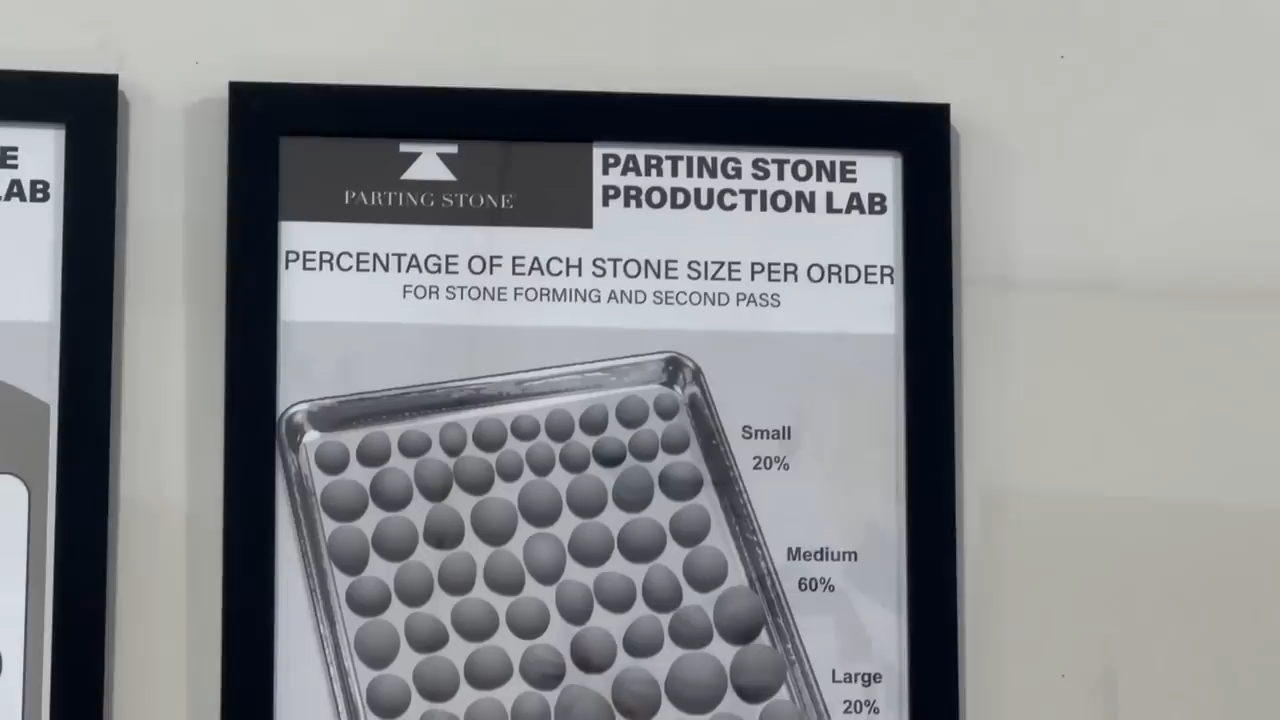 E
LAB
PARTING STONE
PARTING STONE
PRODUCTION LAB
PERCENTAGE OF EACH STONE SIZE PER ORDER
FOR STONE FORMING AND SECOND PASS
Small
20%
Medium
60%
Large
20%